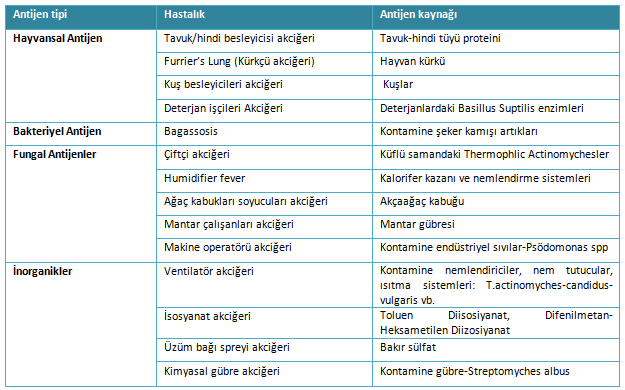 Antijen tipi Hastalık Antijen kaynağı
Hayvansal Antijen Tavuk/hindi besleyicisi akciğeri Tavuk-hindi tüyü proteini
Furrier's Lung (Kürkçü akciğeri) Hayvan kürkü
Kuş besleyicileri akciğeri Kuşlar
Deterjan işçileri Akciğeri Deterjanlardaki Basillus Suptilis enzimleri
Bakteriyel Antijen Bagassosis Kontamine şeker kamışı artıkları
Fungal Antijenler Çiftçi akciğeri Küflü samandaki Thermophlic Actinomychesler
Humidifier fever Kalorifer kazanı ve nemlendirme sistemleri
Ağaç kabukları soyucuları akciğeri Akçaağaç kabuğu
Mantar çalışanları akciğeri Mantar gübresi
Makine operatörü akciğeri Kontamine endüstriyel sıvılar-Psödomonas spp
İnorganikler Ventilatör akciğeri Kontamine nemlendiriciler, nem tutucular,
ısıtma sistemleri: T.actinomyches-candidus-
vulgaris vb.
İsosyanat akciğeri Toluen Diisosiyanat, Difenilmetan-
Heksametilen Diizosiyanat
Üzüm bağı spreyi akciğeri Bakır sülfat
Kimyasal gübre akciğeri Kontamine gübre-Streptomyches albus